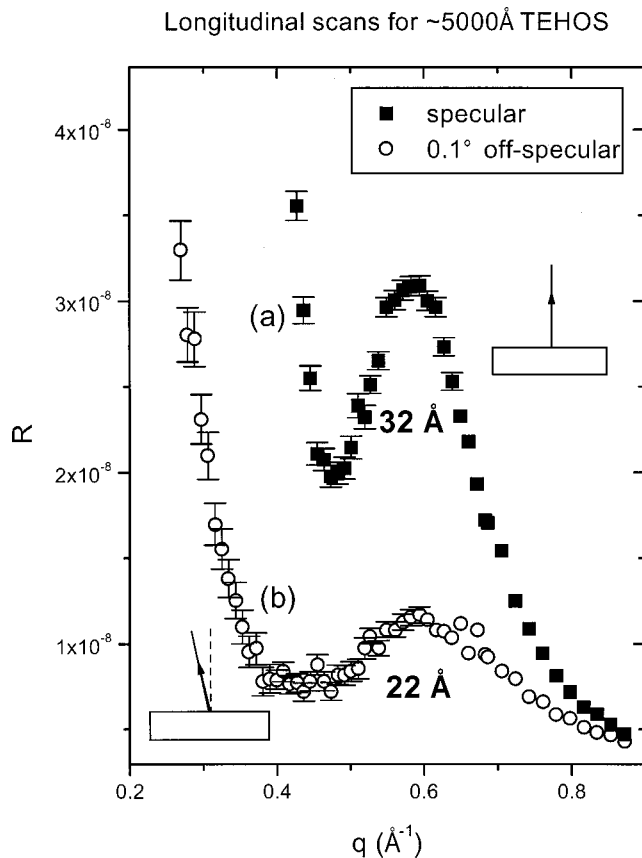 Longitudinal scans for ~5000Å TEHOS
specular
0.1° off-specular
4x10⁻⁸
3x10⁻⁸
2x10⁻⁸
1x10⁻⁸
R
(a)
32 Å
(b)
22 Å
0.2 0.4 0.6 0.8
q (Å⁻¹)